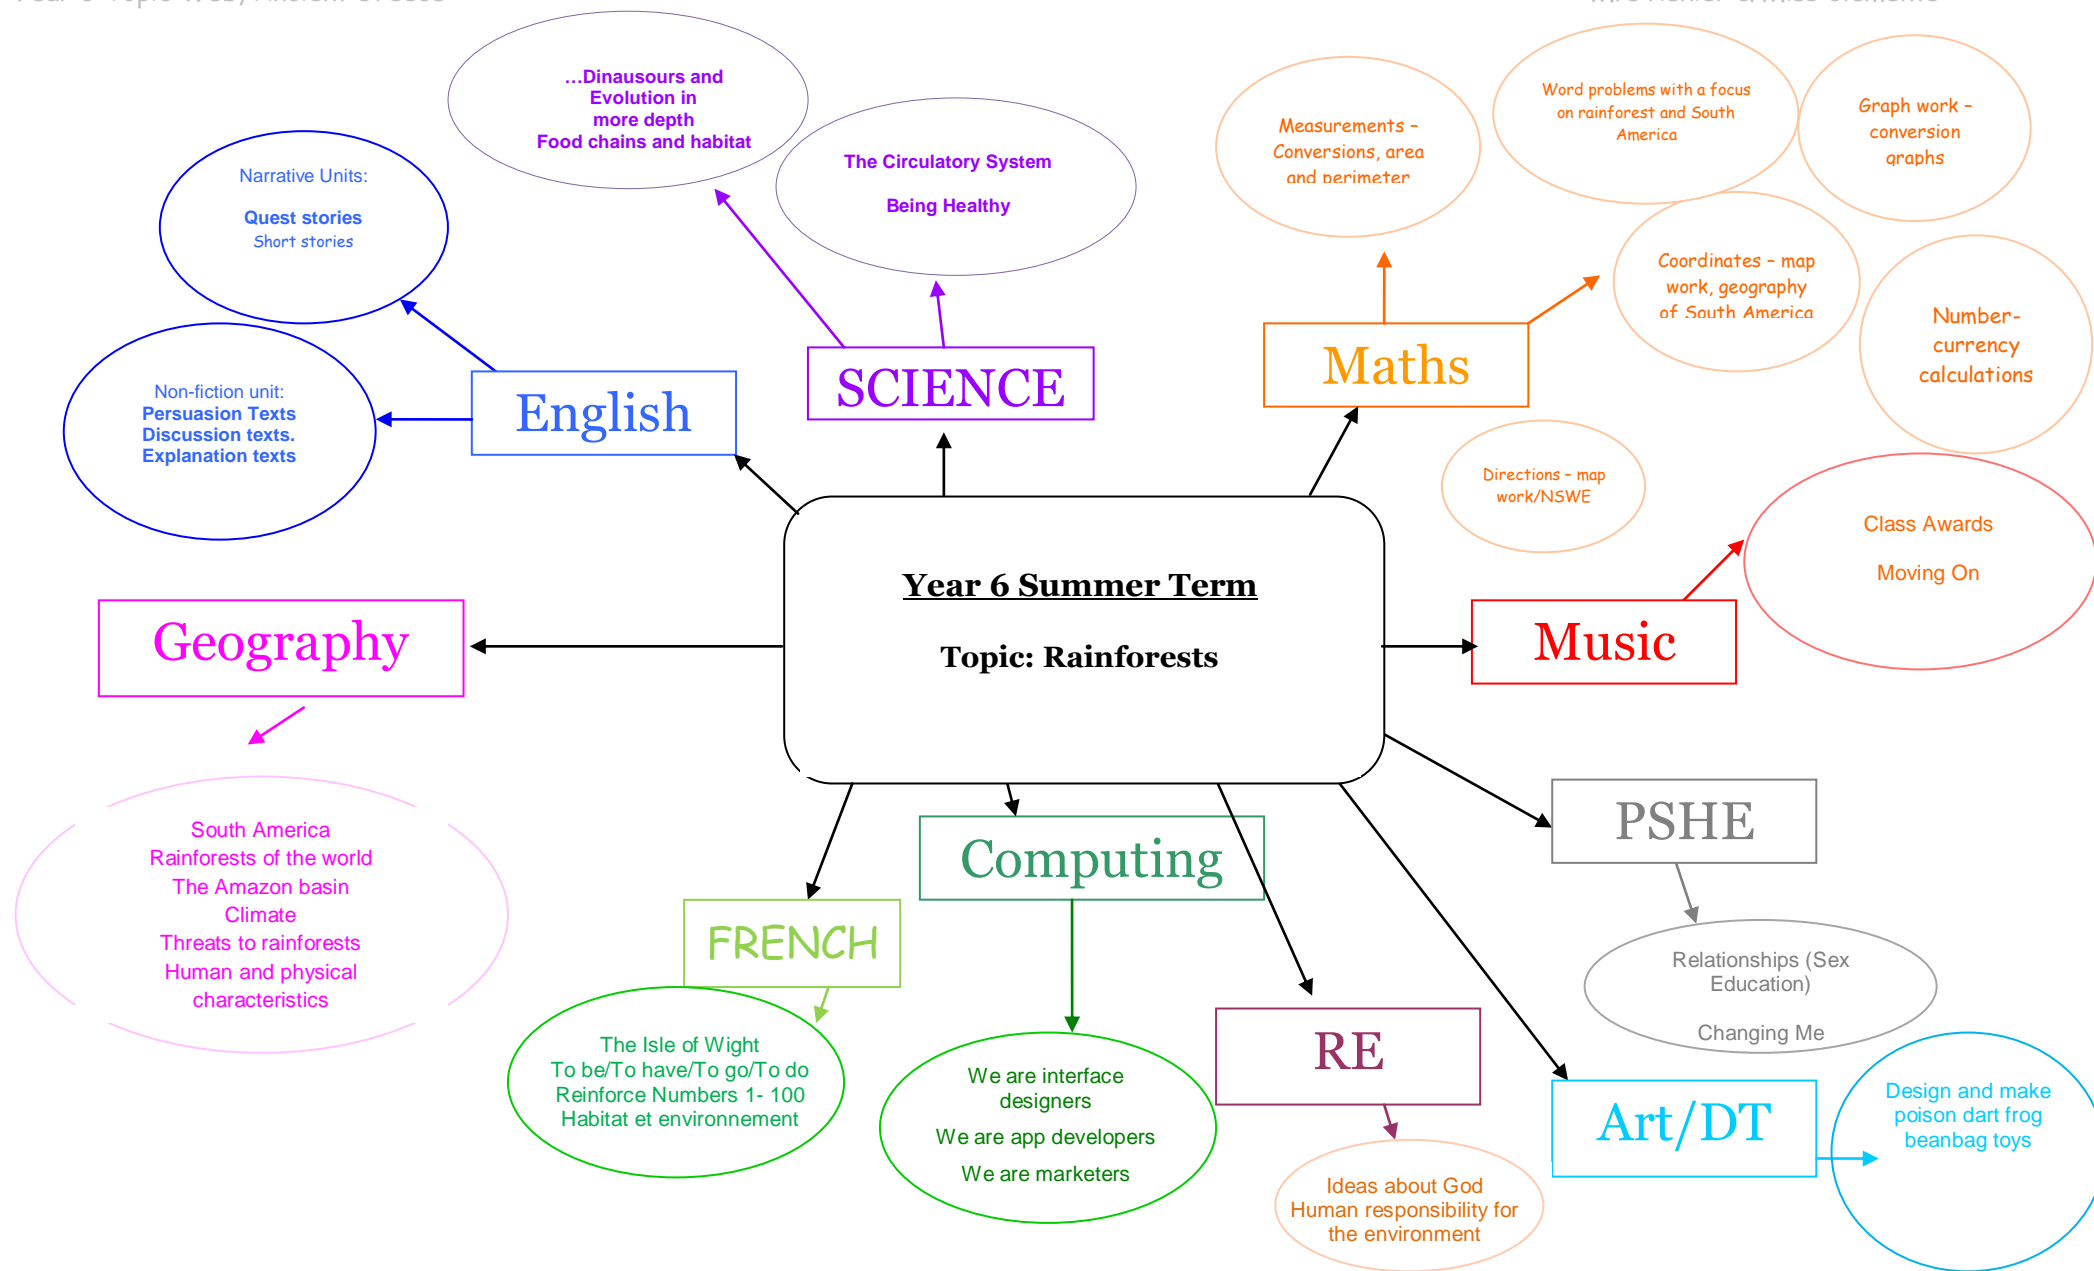 …Dinausours and
Evolution in
more depth
Food chains and habitat
The Circulatory System
Being Healthy
Measurements –
Conversions, area
and perimeter
Word problems with a focus
on rainforest and South
America
Graph work –
conversion
graphs
Narrative Units:
Quest stories
Short stories
Coordinates – map
work, geography
of South America
Number-
currency
calculations
Non-fiction unit:
Persuasion Texts
Discussion texts.
Explanation texts
English
SCIENCE
Maths
Directions – map
work/NSWE
Class Awards
Moving On
Year 6 Summer Term
Topic: Rainforests
Geography
Music
South America
Rainforests of the world
The Amazon basin
Climate
Threats to rainforests
Human and physical
characteristics
PSHE
Relationships (Sex
Education)
Changing Me
Computing
FRENCH
The Isle of Wight
To be/To have/To go/To do
Reinforce Numbers 1- 100
Habitat et environnement
We are interface
designers
We are app developers
We are marketers
RE
Ideas about God
Human responsibility for
the environment
Art/DT
Design and make
poison dart frog
beanbag toys